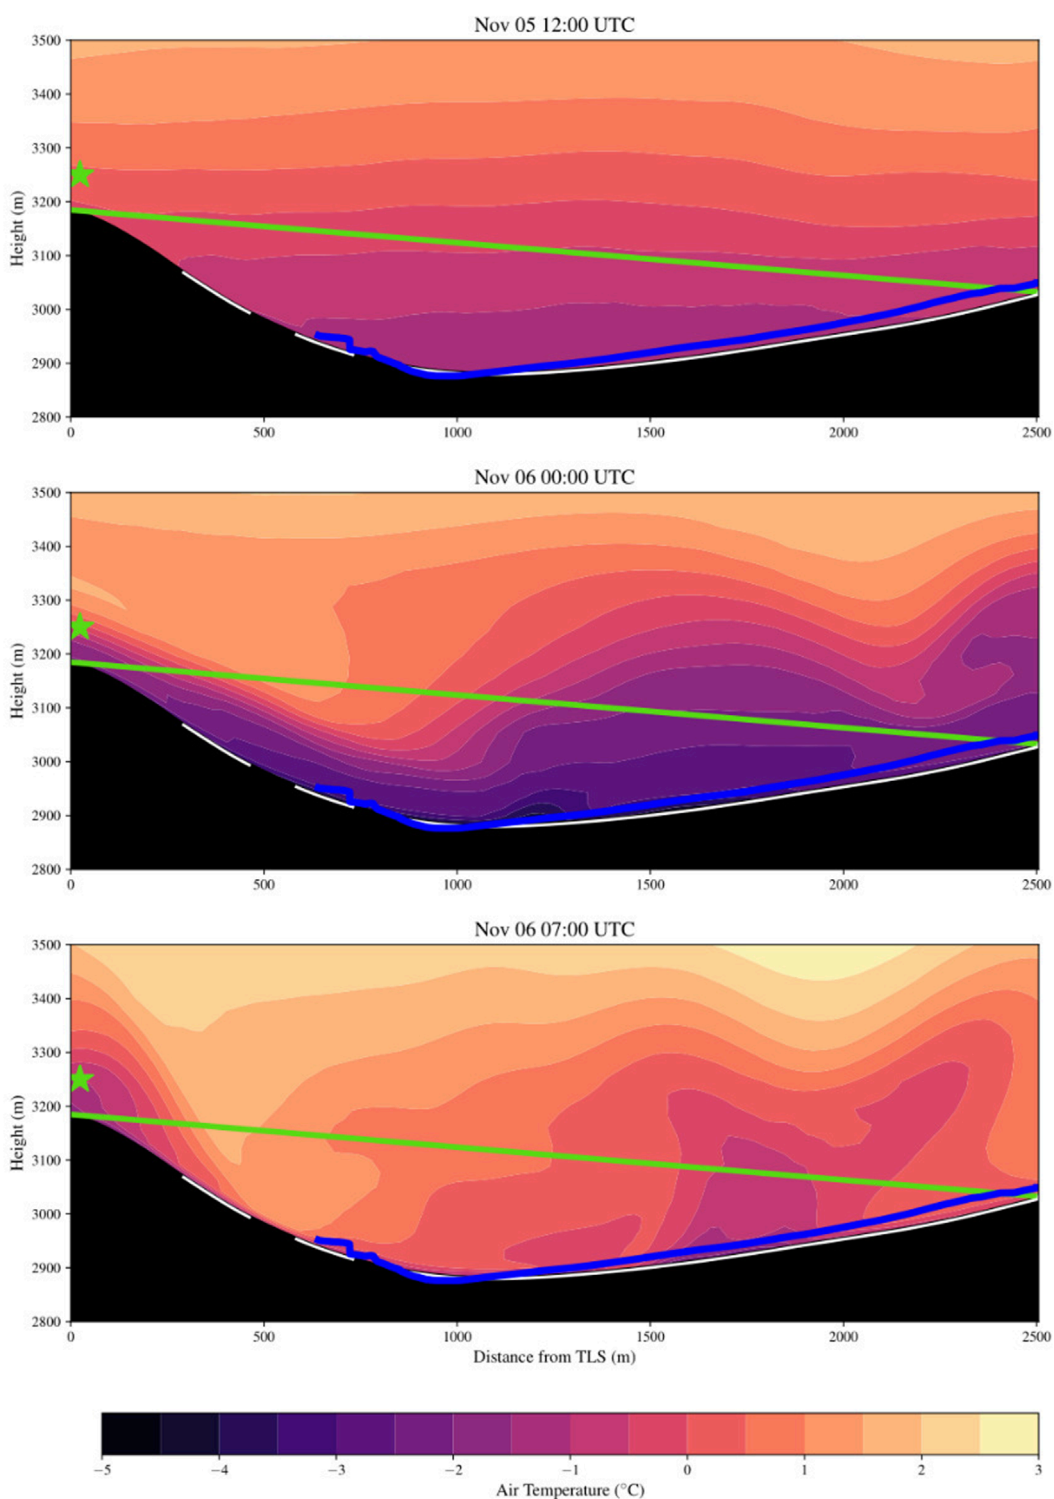 Nov 05 12:00 UTC
3500
3400
3300
3200
3100
3000
2900
2800
Height (m)
0 500 1000 1500 2000 2500
Nov 06 00:00 UTC
3500
3400
3300
3200
3100
3000
2900
2800
Height (m)
0 500 1000 1500 2000 2500
Nov 06 07:00 UTC
3500
3400
3300
3200
3100
3000
2900
2800
Height (m)
0 500 1000 1500 2000 2500
Distance from TLS (m)
−5 −4 −3 −2 −1 0 1 2 3
Air Temperature (°C)